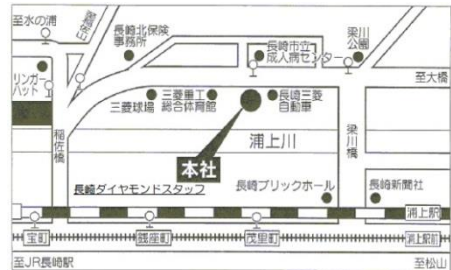 至水の浦
長崎北保険
事務所
長崎市立
成人病センター
梁川
公園
リンガー
ハット
至大橋
三菱球場
三菱重工
総合体育館
長崎三菱
自動車
稲佐橋
浦上川
梁川橋
本社
長崎ダイヤモンドスタッフ
長崎ブリックホール
長崎新聞社
浦上駅
宝町
銭座町
茂里町
浦上駅前
至JR長崎駅
至松山